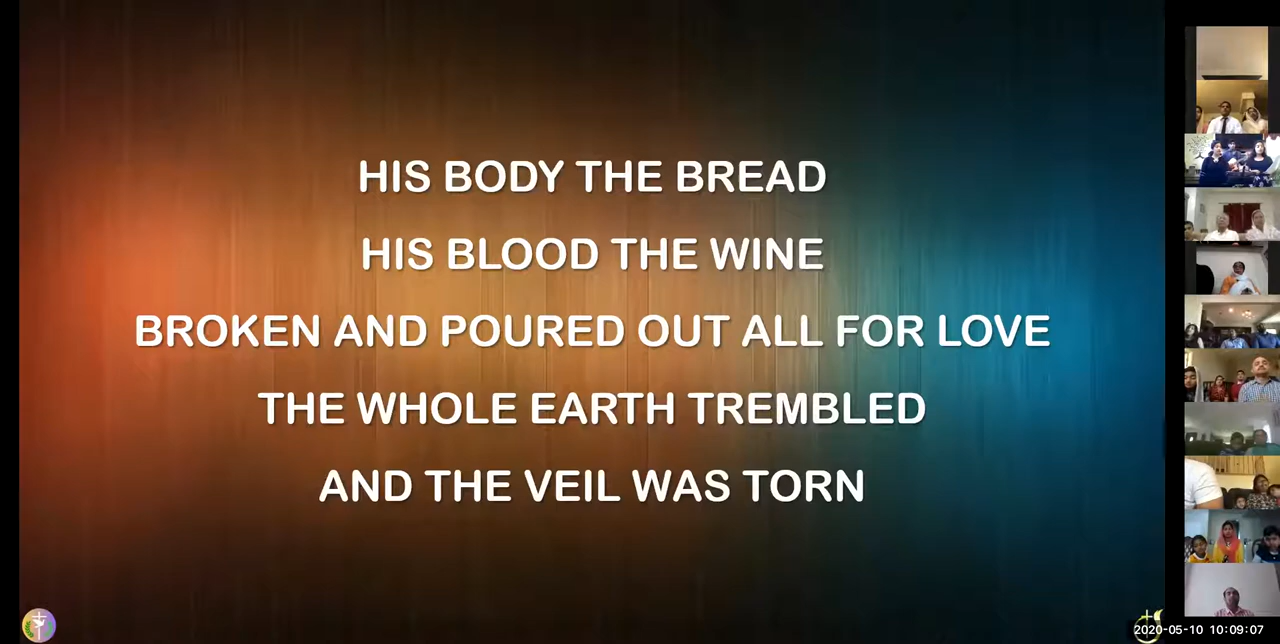 HIS BODY THE BREAD
HIS BLOOD THE WINE
BROKEN AND POURED OUT ALL FOR LOVE
THE WHOLE EARTH TREMBLED
AND THE VEIL WAS TORN
2020-05-10 10:09:07